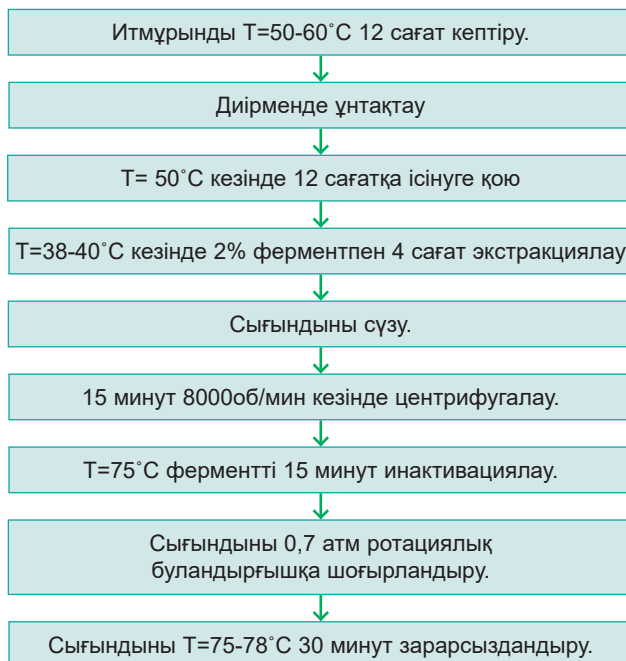 Итмұрынды Т=50-60˚С 12 сағат кептіру.
Диірменде ұнтақтау
Т= 50˚С кезінде 12 сағатқа ісінуге қою
Т=38-40˚С кезінде 2% ферментпен 4 сағат экстракциялау
Сығындыны сүзу.
15 минут 8000об/мин кезінде центрифугалау.
Т=75˚С ферментті 15 минут инактивациялау.
Сығындыны 0,7 атм ротациялық
буландырғышқа шоғырландыру.
Сығындыны Т=75-78˚С 30 минут зарарсыздандыру.